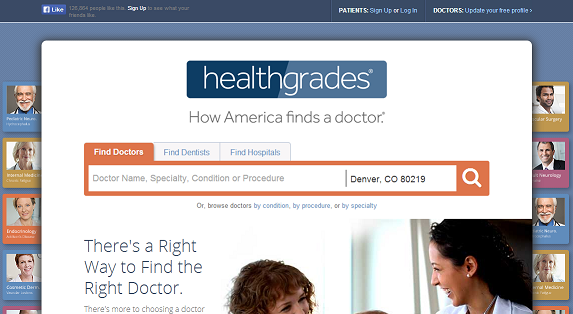 Like 126,864 people like this. Sign Up to see what your
friends like.
PATIENTS: Sign Up or Log In
DOCTORS: Update your free profile ›
healthgrades®
How America finds a doctor.®
Find Doctors
Find Dentists
Find Hospitals
Doctor Name, Specialty, Condition or Procedure
Denver, CO 80219
Or, browse doctors by condition, by procedure, or by specialty
There's a Right
Way to Find the
Right Doctor.
There's more to choosing a doctor
Pediatric Neuro.
Internal Medicine
Endocrinology
Cosmetic Derm
Surgery
Neurology
Neuro.
Medicine